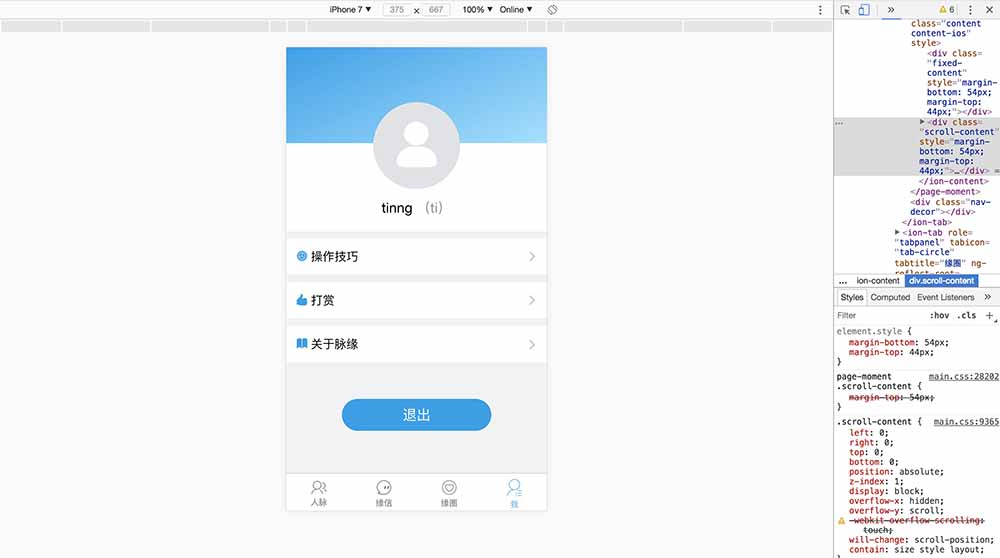 iPhone 7 ▼ 375 × 667 100% ▼ Online ▼
tinng （ti）
操作技巧
打赏
关于脉缘
退出
人脉 缘信 缘圈 我
» 6
class="content
content-ios"
style>
<div class=
"fixed-
content"
style="margin-
bottom: 54px;
margin-top:
44px;"></div>
… ▶<div class=
"scroll-content"
style="margin-
bottom: 54px;
margin-top:
44px;">…</div> =
</ion-content>
</page-moment>
<div class="nav-
decor"></div>
</ion-tab>
▶<ion-tab role=
"tabpanel" tabicon=
"tab-circle"
tabtitle="缘圈" ng-
reflect-root=
... ion-content div.scroll-content
Styles Computed Event Listeners »
Filter :hov .cls +
element.style {
margin-bottom: 54px;
margin-top: 44px;
}
page-moment main.css:28202
.scroll-content {
margin-top: 54px;
}
.scroll-content { main.css:9365
left: 0;
right: 0;
top: 0;
bottom: 0;
position: absolute;
z-index: 1;
display: block;
overflow-x: hidden;
overflow-y: scroll;
-webkit-overflow-scrolling:
touch;
will-change: scroll-position;
contain: size style layout;